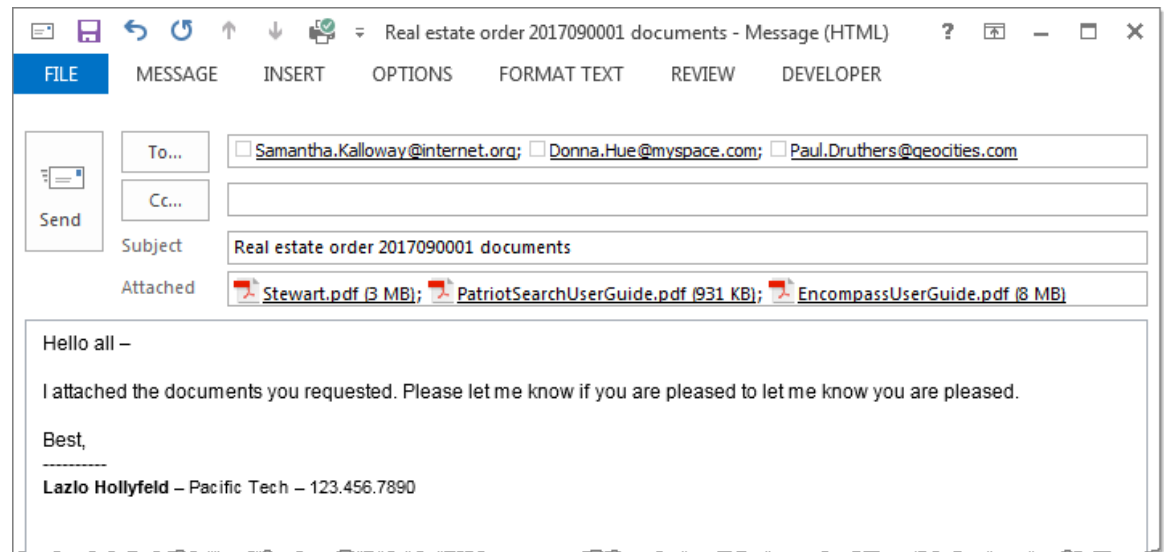 Real estate order 2017090001 documents - Message (HTML) ?
FILE MESSAGE INSERT OPTIONS FORMAT TEXT REVIEW DEVELOPER
To... Samantha.Kalloway@internet.org; Donna.Hue@myspace.com; Paul.Druthers@geocities.com
Cc...
Send
Subject Real estate order 2017090001 documents
Attached Stewart.pdf (3 MB); PatriotSearchUserGuide.pdf (931 KB); EncompassUserGuide.pdf (8 MB)
Hello all –
I attached the documents you requested. Please let me know if you are pleased to let me know you are pleased.
Best,
----------
Lazlo Hollyfeld – Pacific Tech – 123.456.7890